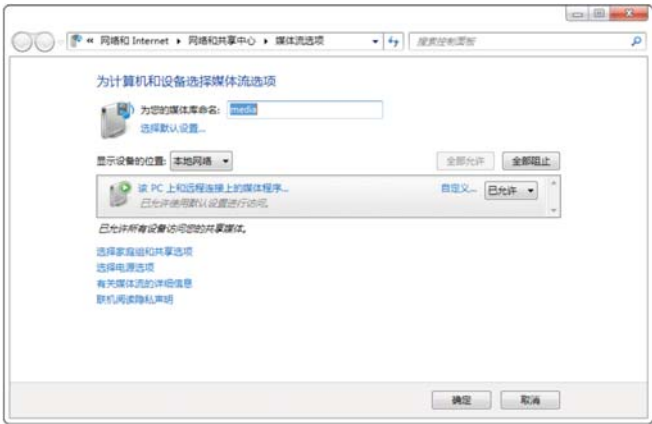 « 网络和 Internet ▸ 网络和共享中心 ▸ 媒体流选项
搜索控制面板
为计算机和设备选择媒体流选项
为您的媒体库命名: media
选择默认设置...
显示设备的位置: 本地网络
全部允许 全部阻止
该 PC 上和远程连接上的媒体程序...
自定义... 已允许
已允许使用默认设置进行访问。
已允许所有设备访问您的共享媒体。
选择家庭组和共享选项
选择电源选项
有关媒体流的详细信息
联机阅读隐私声明
确定 取消